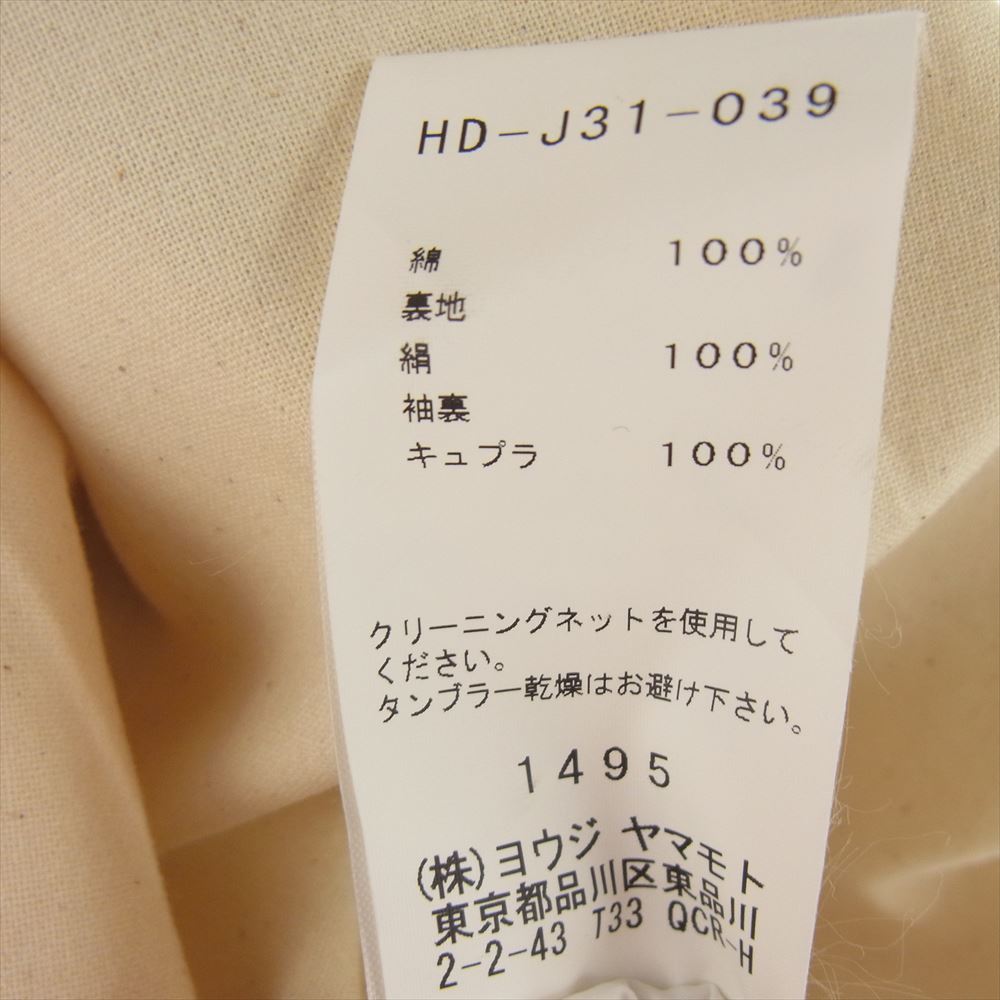 HD-J31-039
綿 100%
裏地
絹 100%
袖裏
キュプラ 100%
クリーニングネットを使用して
ください。
タンブラー乾燥はお避け下さい。
1495
(株)ヨウジ ヤマモト
東京都品川区東品川
2-2-43 T33 QCR-H